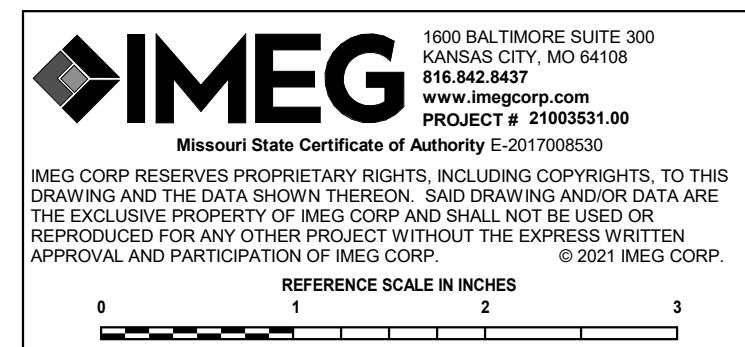 IMEG
1600 BALTIMORE SUITE 300
KANSAS CITY, MO 64108
816.842.8437
www.imegcorp.com
PROJECT # 21003531.00
Missouri State Certificate of Authority E-2017008530
IMEG CORP RESERVES PROPRIETARY RIGHTS, INCLUDING COPYRIGHTS, TO THIS
DRAWING AND THE DATA SHOWN THEREON. SAID DRAWING AND/OR DATA ARE
THE EXCLUSIVE PROPERTY OF IMEG CORP AND SHALL NOT BE USED OR
REPRODUCED FOR ANY OTHER PROJECT WITHOUT THE EXPRESS WRITTEN
APPROVAL AND PARTICIPATION OF IMEG CORP. © 2021 IMEG CORP.
REFERENCE SCALE IN INCHES
0 1 2 3